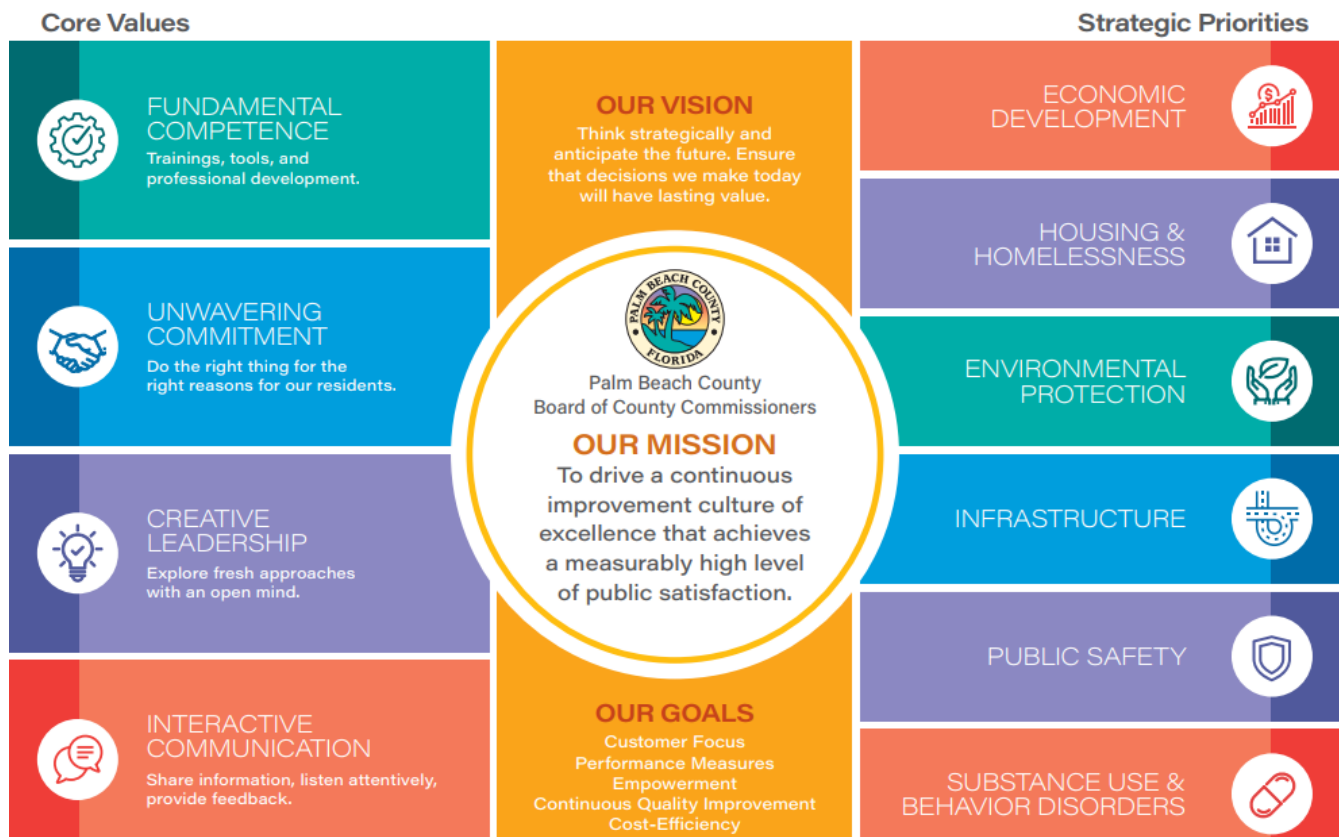 Core Values
FUNDAMENTAL
COMPETENCE
Trainings, tools, and
professional development.
UNWAVERING
COMMITMENT
Do the right thing for the
right reasons for our residents.
CREATIVE
LEADERSHIP
Explore fresh approaches
with an open mind.
INTERACTIVE
COMMUNICATION
Share information, listen attentively,
provide feedback.
OUR VISION
Think strategically and
anticipate the future. Ensure
that decisions we make today
will have lasting value.
PALM BEACH COUNTY
FLORIDA
Palm Beach County
Board of County Commissioners
OUR MISSION
To drive a continuous
improvement culture of
excellence that achieves
a measurably high level
of public satisfaction.
OUR GOALS
Customer Focus
Performance Measures
Empowerment
Continuous Quality Improvement
Cost-Efficiency
Strategic Priorities
ECONOMIC
DEVELOPMENT
$
HOUSING &
HOMELESSNESS
ENVIRONMENTAL
PROTECTION
INFRASTRUCTURE
PUBLIC SAFETY
SUBSTANCE USE &
BEHAVIOR DISORDERS